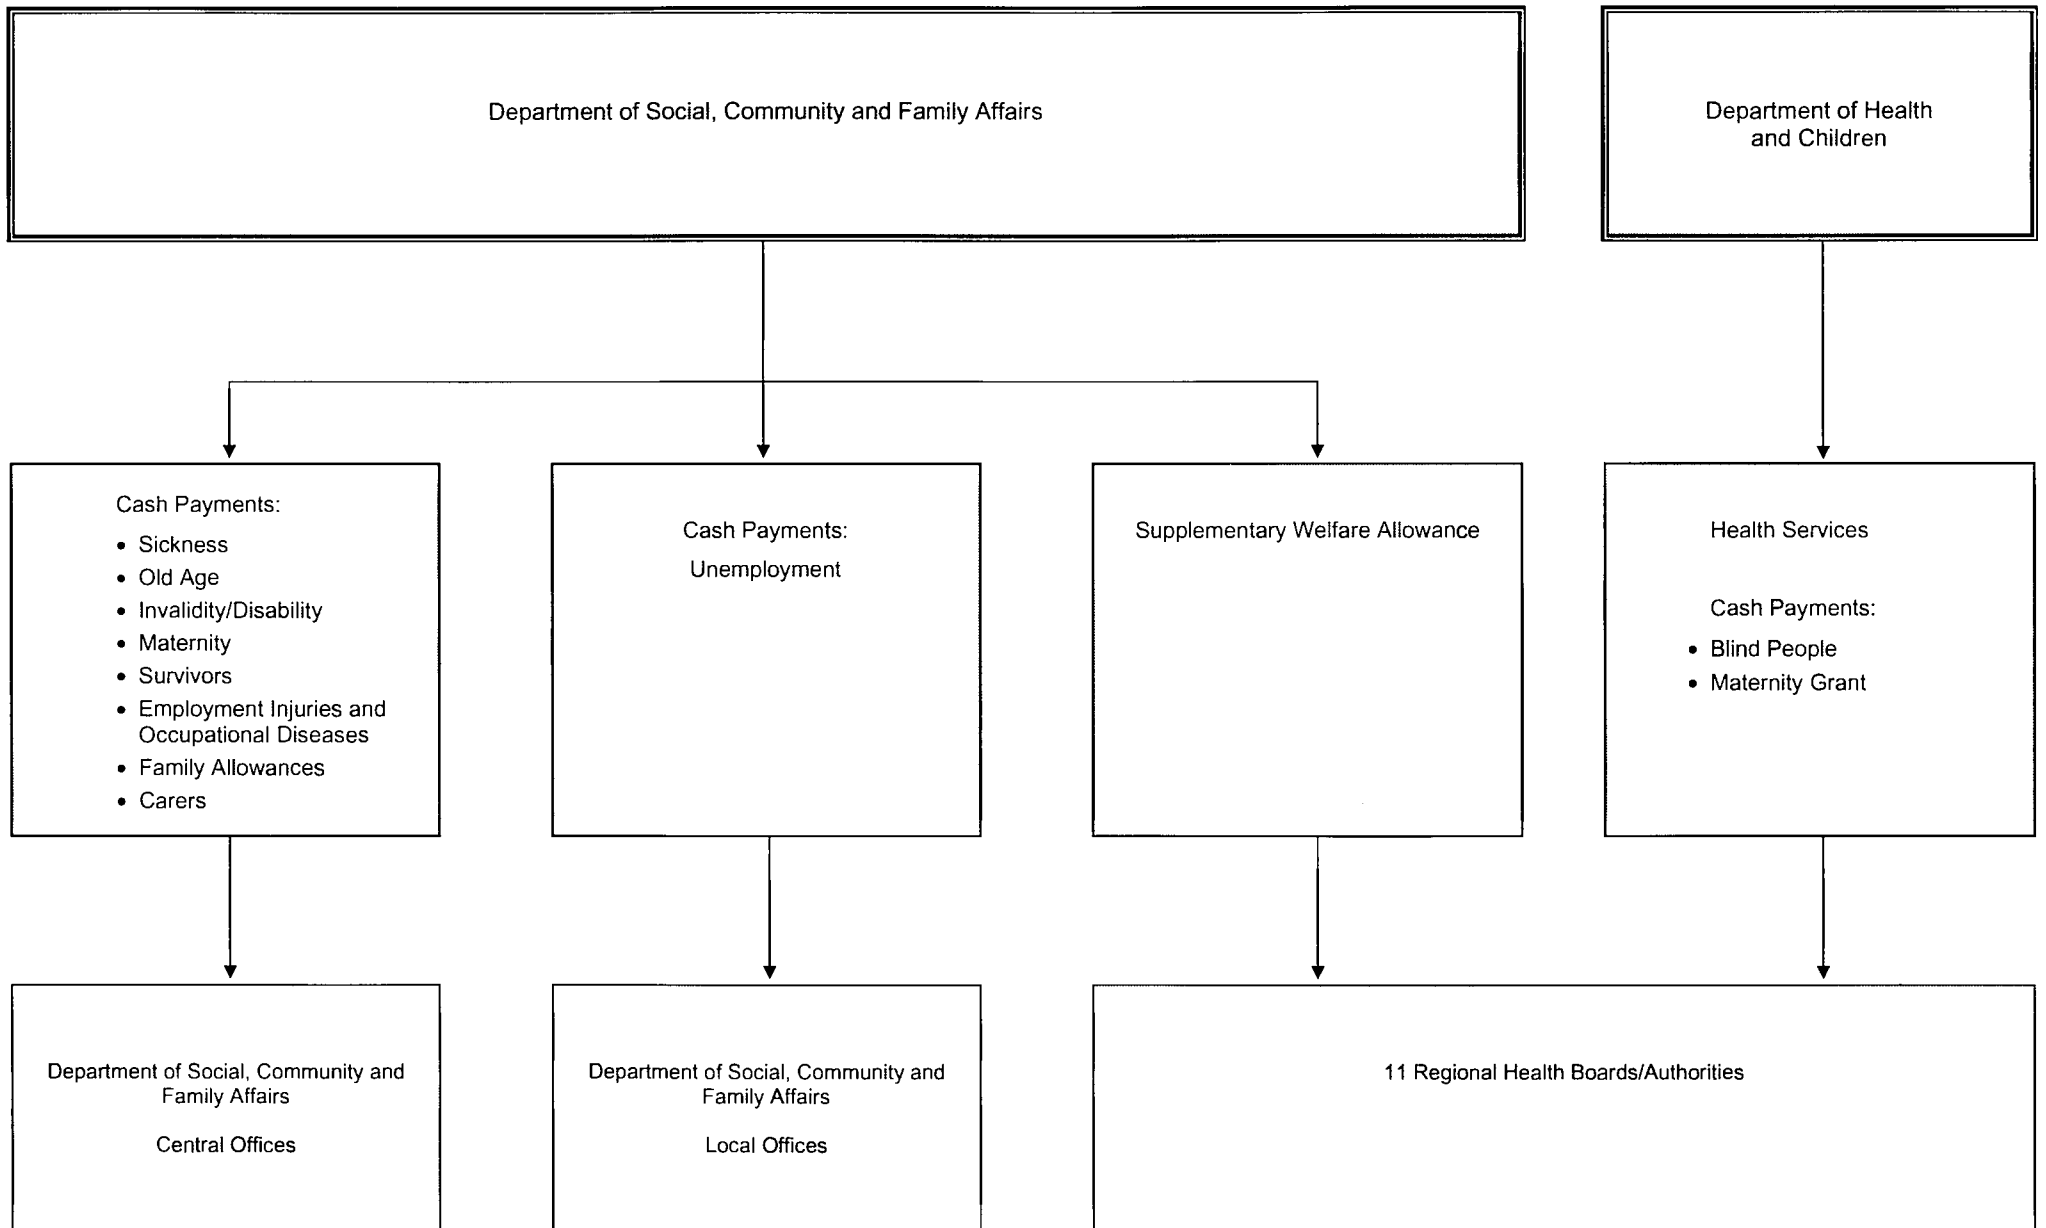 Department of Social, Community and Family Affairs
Department of Health
and Children
Cash Payments:
• Sickness
• Old Age
• Invalidity/Disability
• Maternity
• Survivors
• Employment Injuries and
Occupational Diseases
• Family Allowances
• Carers
Cash Payments:
Unemployment
Supplementary Welfare Allowance
Health Services
Cash Payments:
• Blind People
• Maternity Grant
Department of Social, Community and
Family Affairs
Central Offices
Department of Social, Community and
Family Affairs
Local Offices
11 Regional Health Boards/Authorities